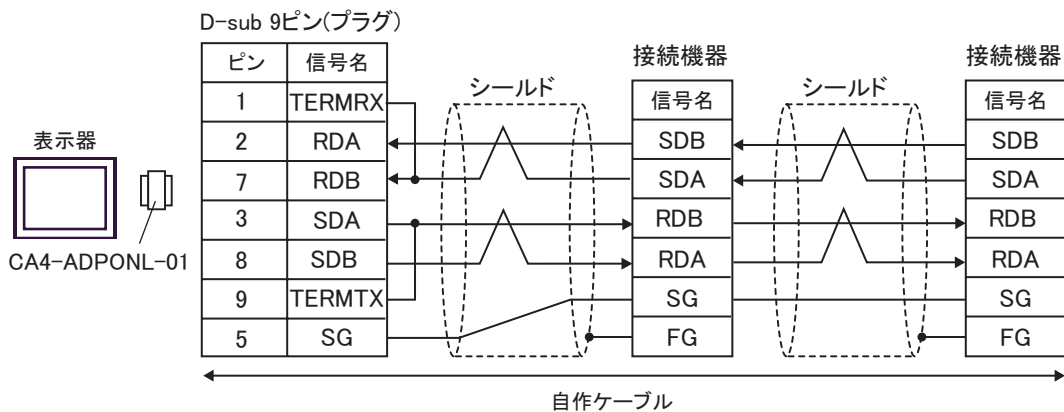 D-sub 9ピン(プラグ)
ピン 信号名
1 TERMRX
2 RDA
7 RDB
3 SDA
8 SDB
9 TERMTX
5 SG
表示器
CA4-ADPONL-01
シールド
接続機器
信号名
SDB
SDA
RDB
RDA
SG
FG
シールド
接続機器
信号名
SDB
SDA
RDB
RDA
SG
FG
自作ケーブル